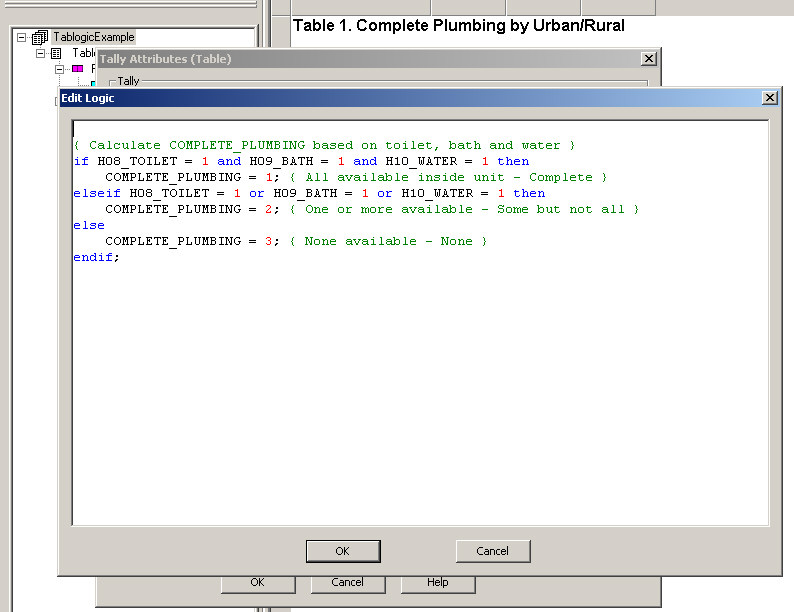 Table 1. Complete Plumbing by Urban/Rural
TablogicExample
Tally Attributes (Table)
Tally
Edit Logic
{ Calculate COMPLETE_PLUMBING based on toilet, bath and water }
if H08_TOILET = 1 and H09_BATH = 1 and H10_WATER = 1 then
COMPLETE_PLUMBING = 1; { All available inside unit - Complete }
elseif H08_TOILET = 1 or H09_BATH = 1 or H10_WATER = 1 then
COMPLETE_PLUMBING = 2; { One or more available - Some but not all }
else
COMPLETE_PLUMBING = 3; { None available - None }
endif;
OK Cancel
OK Cancel Help